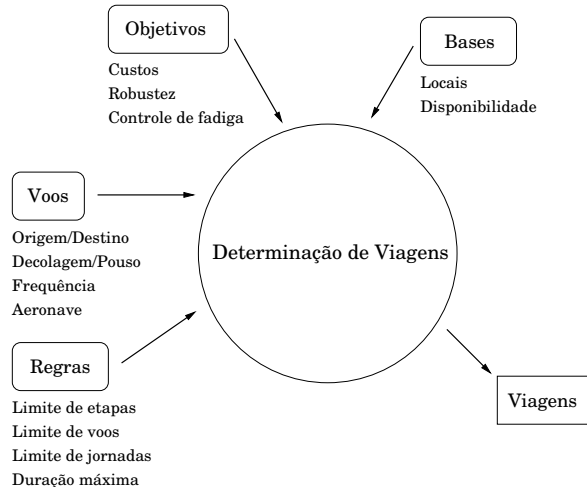 Objetivos
Custos
Robustez
Controle de fadiga
Bases
Locais
Disponibilidade
Voos
Origem/Destino
Decolagem/Pouso
Frequência
Aeronave
Determinação de Viagens
Regras
Limite de etapas
Limite de voos
Limite de jornadas
Duração máxima
Viagens